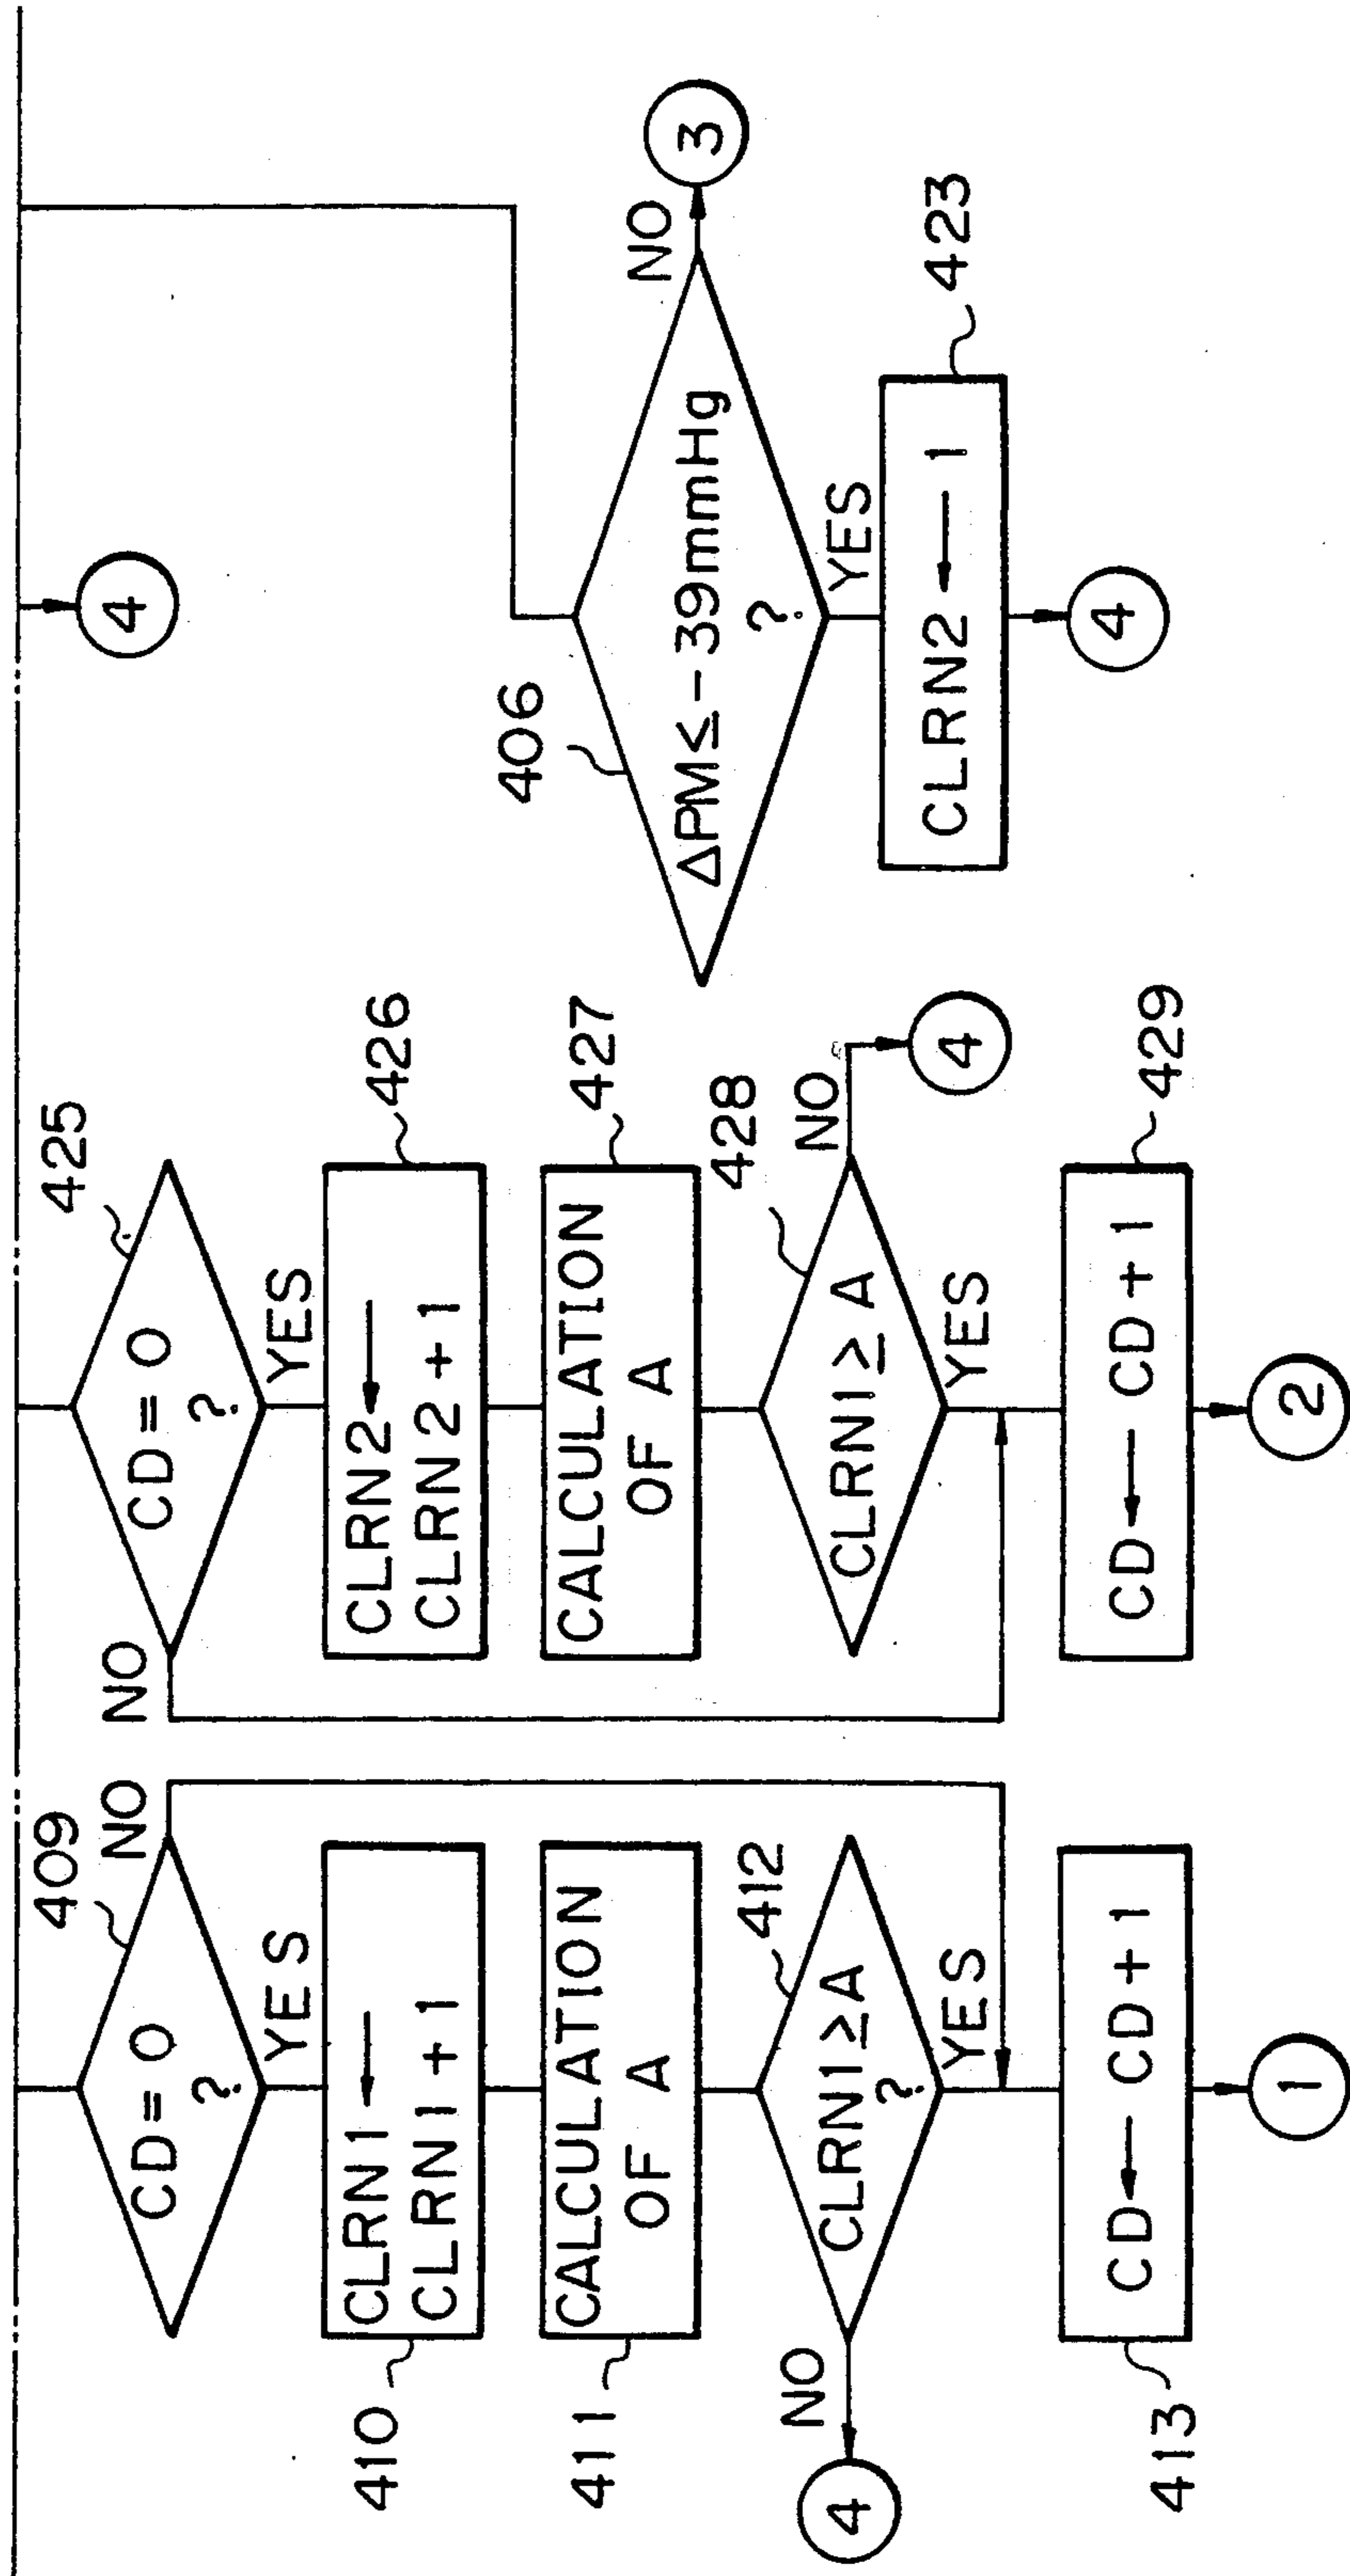 409
CD=0
?
NO
YES
410
CLRN1 ←
CLRN1+1
411
CALCULATION
OF A
412
CLRN1≥A
?
NO
4
YES
413
CD ← CD+1
1
425
CD=0
?
NO
YES
426
CLRN2 ←
CLRN2+1
427
CALCULATION
OF A
428
CLRN1≥A
NO
4
YES
429
CD ← CD+1
2
4
406
ΔPM≤-39mmHg
?
NO
3
YES
423
CLRN2 ← 1
4